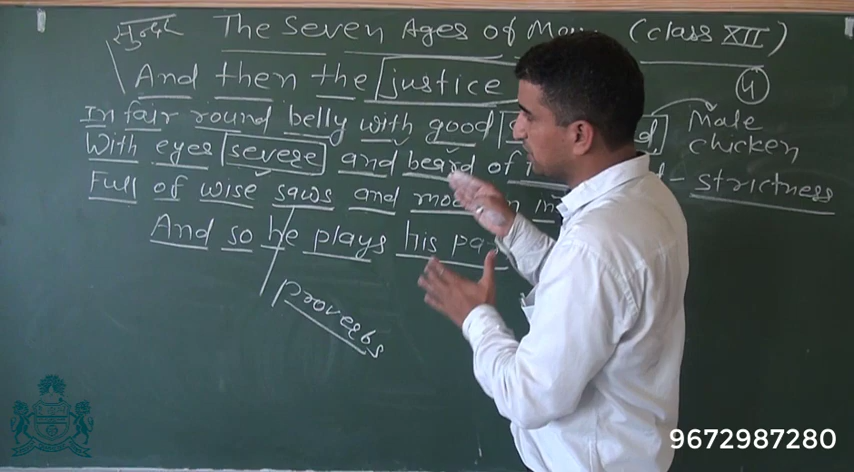 सुन्दर The Seven Ages of (class XII)
And then the justice
4
In fair round belly with good
Male chicken
With eyes severe and beard of
strictness
Full of wise saws and
And so he plays his
Proverbs
9672987280